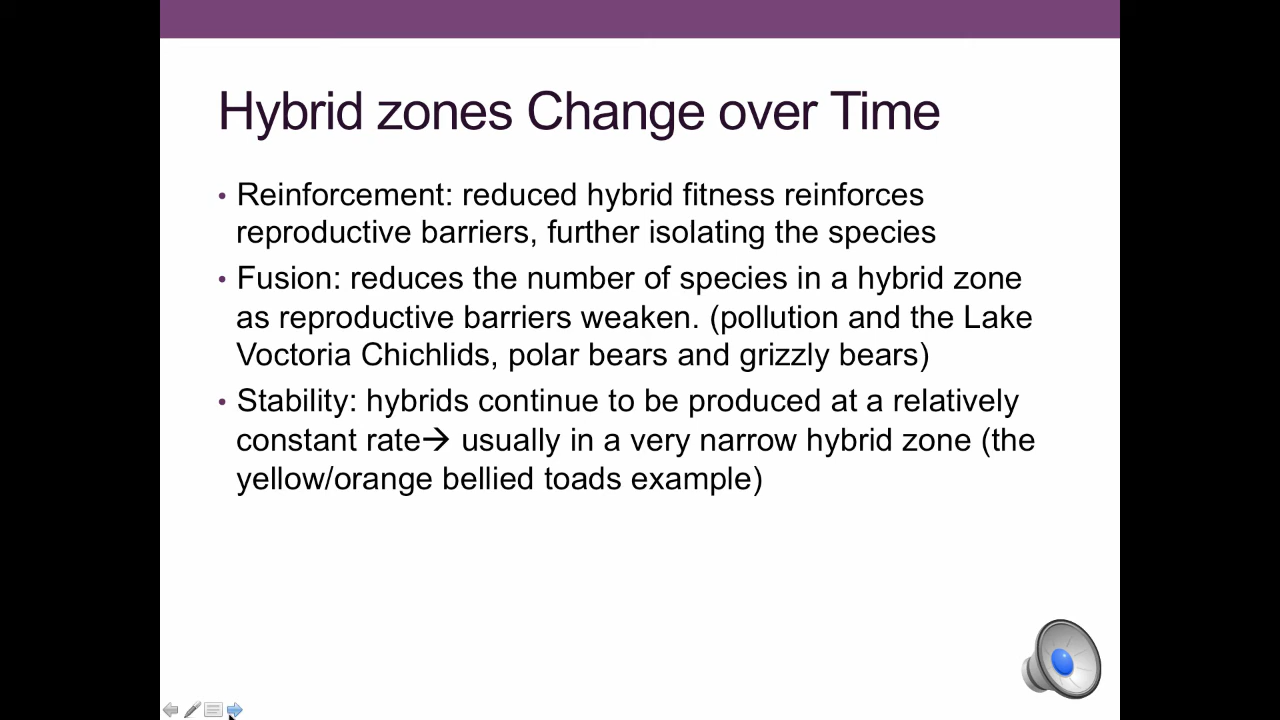 Hybrid zones Change over Time
• Reinforcement: reduced hybrid fitness reinforces
reproductive barriers, further isolating the species
• Fusion: reduces the number of species in a hybrid zone
as reproductive barriers weaken. (pollution and the Lake
Voctoria Chichlids, polar bears and grizzly bears)
• Stability: hybrids continue to be produced at a relatively
constant rate→ usually in a very narrow hybrid zone (the
yellow/orange bellied toads example)